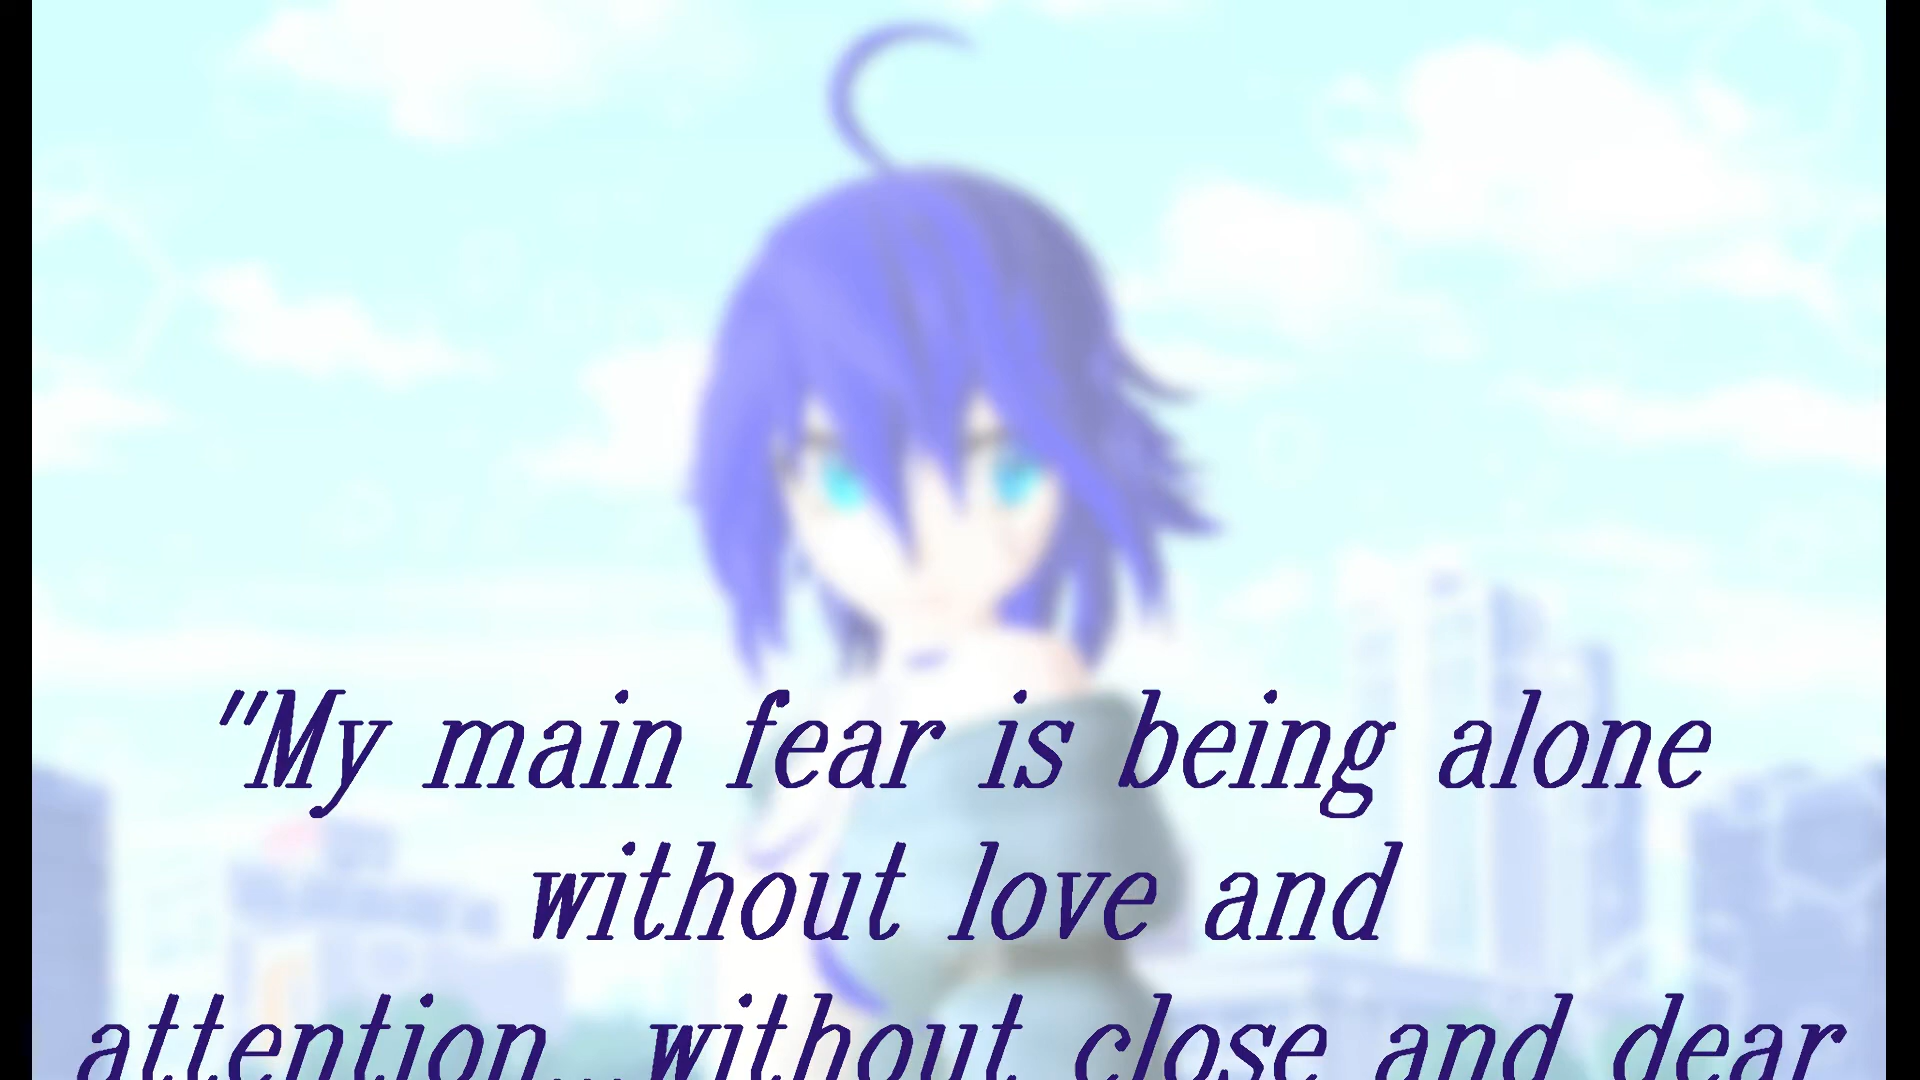 "My main fear is being alone
without love and
attention...without close and dear